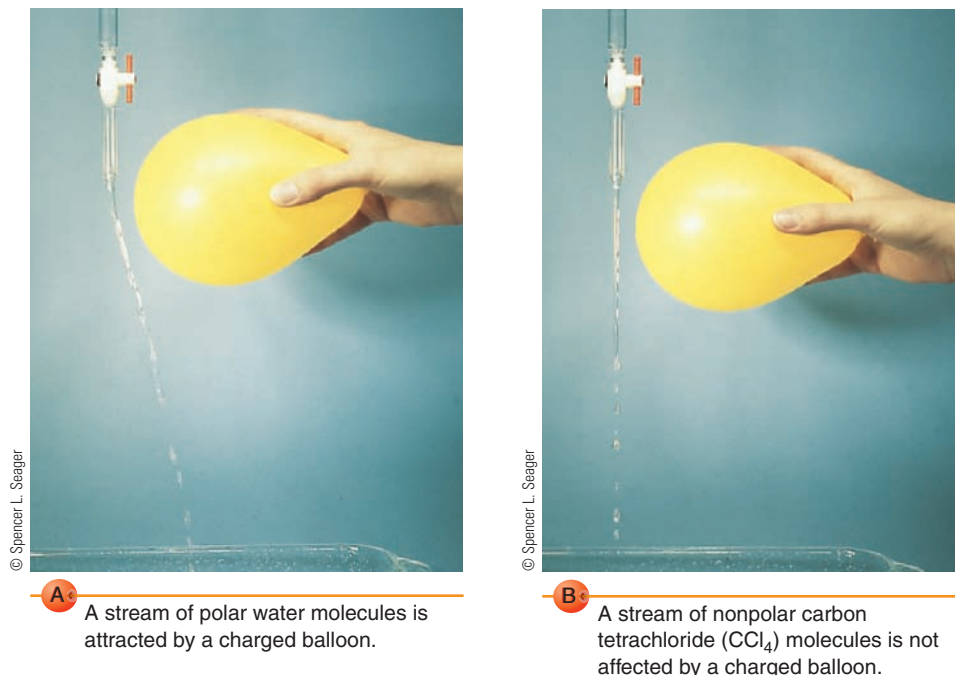 © Spencer L. Seager
A
A stream of polar water molecules is
attracted by a charged balloon.
© Spencer L. Seager
B
A stream of nonpolar carbon
tetrachloride (CCl₄) molecules is not
affected by a charged balloon.